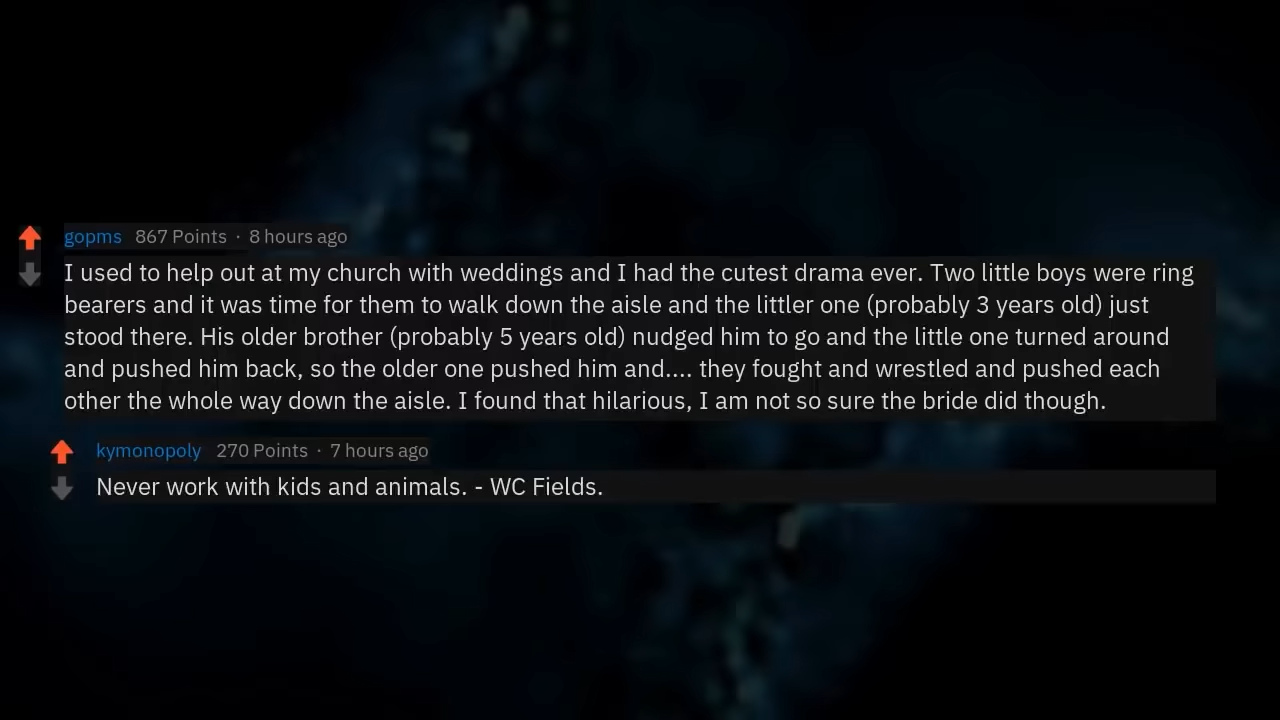 gopms 867 Points · 8 hours ago
I used to help out at my church with weddings and I had the cutest drama ever. Two little boys were ring
bearers and it was time for them to walk down the aisle and the littler one (probably 3 years old) just
stood there. His older brother (probably 5 years old) nudged him to go and the little one turned around
and pushed him back, so the older one pushed him and.... they fought and wrestled and pushed each
other the whole way down the aisle. I found that hilarious, I am not so sure the bride did though.
kymonopoly 270 Points · 7 hours ago
Never work with kids and animals. - WC Fields.